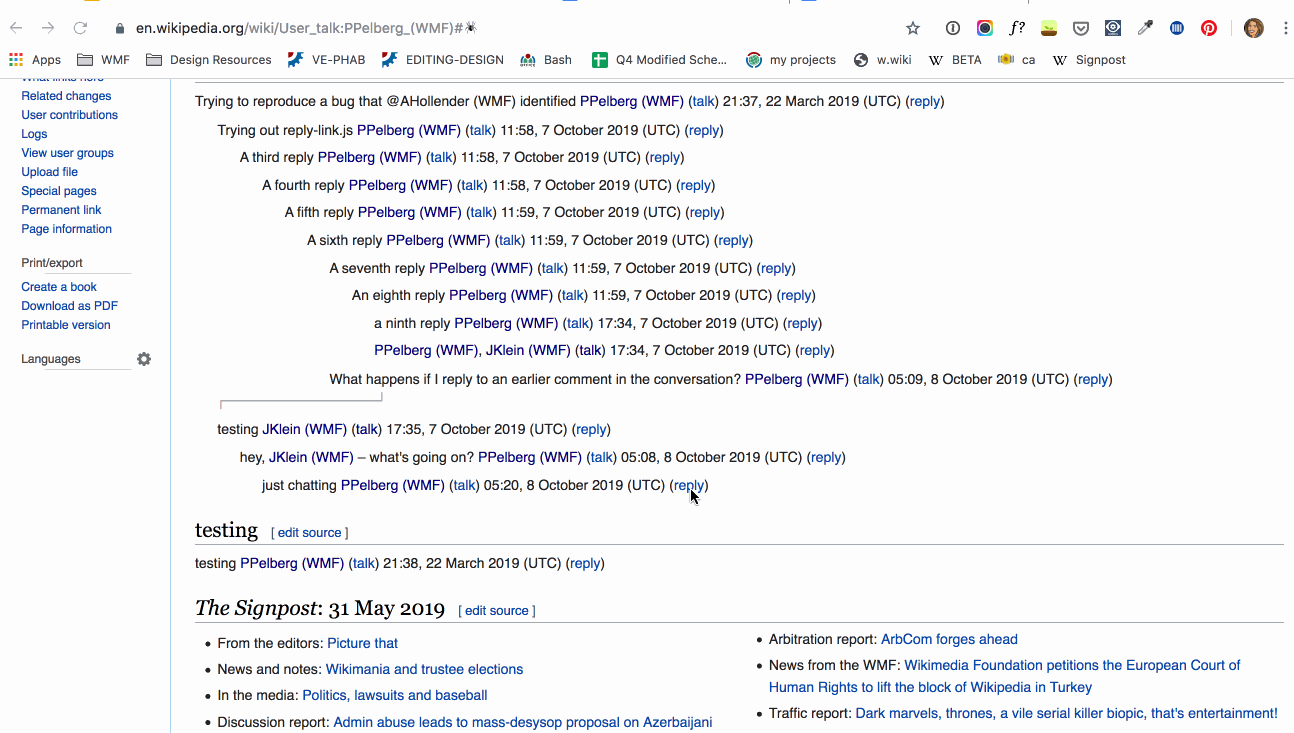 en.wikipedia.org/wiki/User_talk:PPelberg_(WMF)#🕷
f?
Apps WMF Design Resources VE-PHAB EDITING-DESIGN Bash Q4 Modified Sche... my projects w.wiki BETA ca Signpost
What links here
Related changes
User contributions
Logs
View user groups
Upload file
Special pages
Permanent link
Page information
Print/export
Create a book
Download as PDF
Printable version
Languages
Trying to reproduce a bug that @AHollender (WMF) identified PPelberg (WMF) (talk) 21:37, 22 March 2019 (UTC) (reply)
Trying out reply-link.js PPelberg (WMF) (talk) 11:58, 7 October 2019 (UTC) (reply)
A third reply PPelberg (WMF) (talk) 11:58, 7 October 2019 (UTC) (reply)
A fourth reply PPelberg (WMF) (talk) 11:58, 7 October 2019 (UTC) (reply)
A fifth reply PPelberg (WMF) (talk) 11:59, 7 October 2019 (UTC) (reply)
A sixth reply PPelberg (WMF) (talk) 11:59, 7 October 2019 (UTC) (reply)
A seventh reply PPelberg (WMF) (talk) 11:59, 7 October 2019 (UTC) (reply)
An eighth reply PPelberg (WMF) (talk) 11:59, 7 October 2019 (UTC) (reply)
a ninth reply PPelberg (WMF) (talk) 17:34, 7 October 2019 (UTC) (reply)
PPelberg (WMF), JKlein (WMF) (talk) 17:34, 7 October 2019 (UTC) (reply)
What happens if I reply to an earlier comment in the conversation? PPelberg (WMF) (talk) 05:09, 8 October 2019 (UTC) (reply)
testing JKlein (WMF) (talk) 17:35, 7 October 2019 (UTC) (reply)
hey, JKlein (WMF) – what's going on? PPelberg (WMF) (talk) 05:08, 8 October 2019 (UTC) (reply)
just chatting PPelberg (WMF) (talk) 05:20, 8 October 2019 (UTC) (reply)
testing [ edit source ]
testing PPelberg (WMF) (talk) 21:38, 22 March 2019 (UTC) (reply)
The Signpost: 31 May 2019 [ edit source ]
• From the editors: Picture that
• News and notes: Wikimania and trustee elections
• In the media: Politics, lawsuits and baseball
• Discussion report: Admin abuse leads to mass-desysop proposal on Azerbaijani
• Arbitration report: ArbCom forges ahead
• News from the WMF: Wikimedia Foundation petitions the European Court of
Human Rights to lift the block of Wikipedia in Turkey
• Traffic report: Dark marvels, thrones, a vile serial killer biopic, that's entertainment!